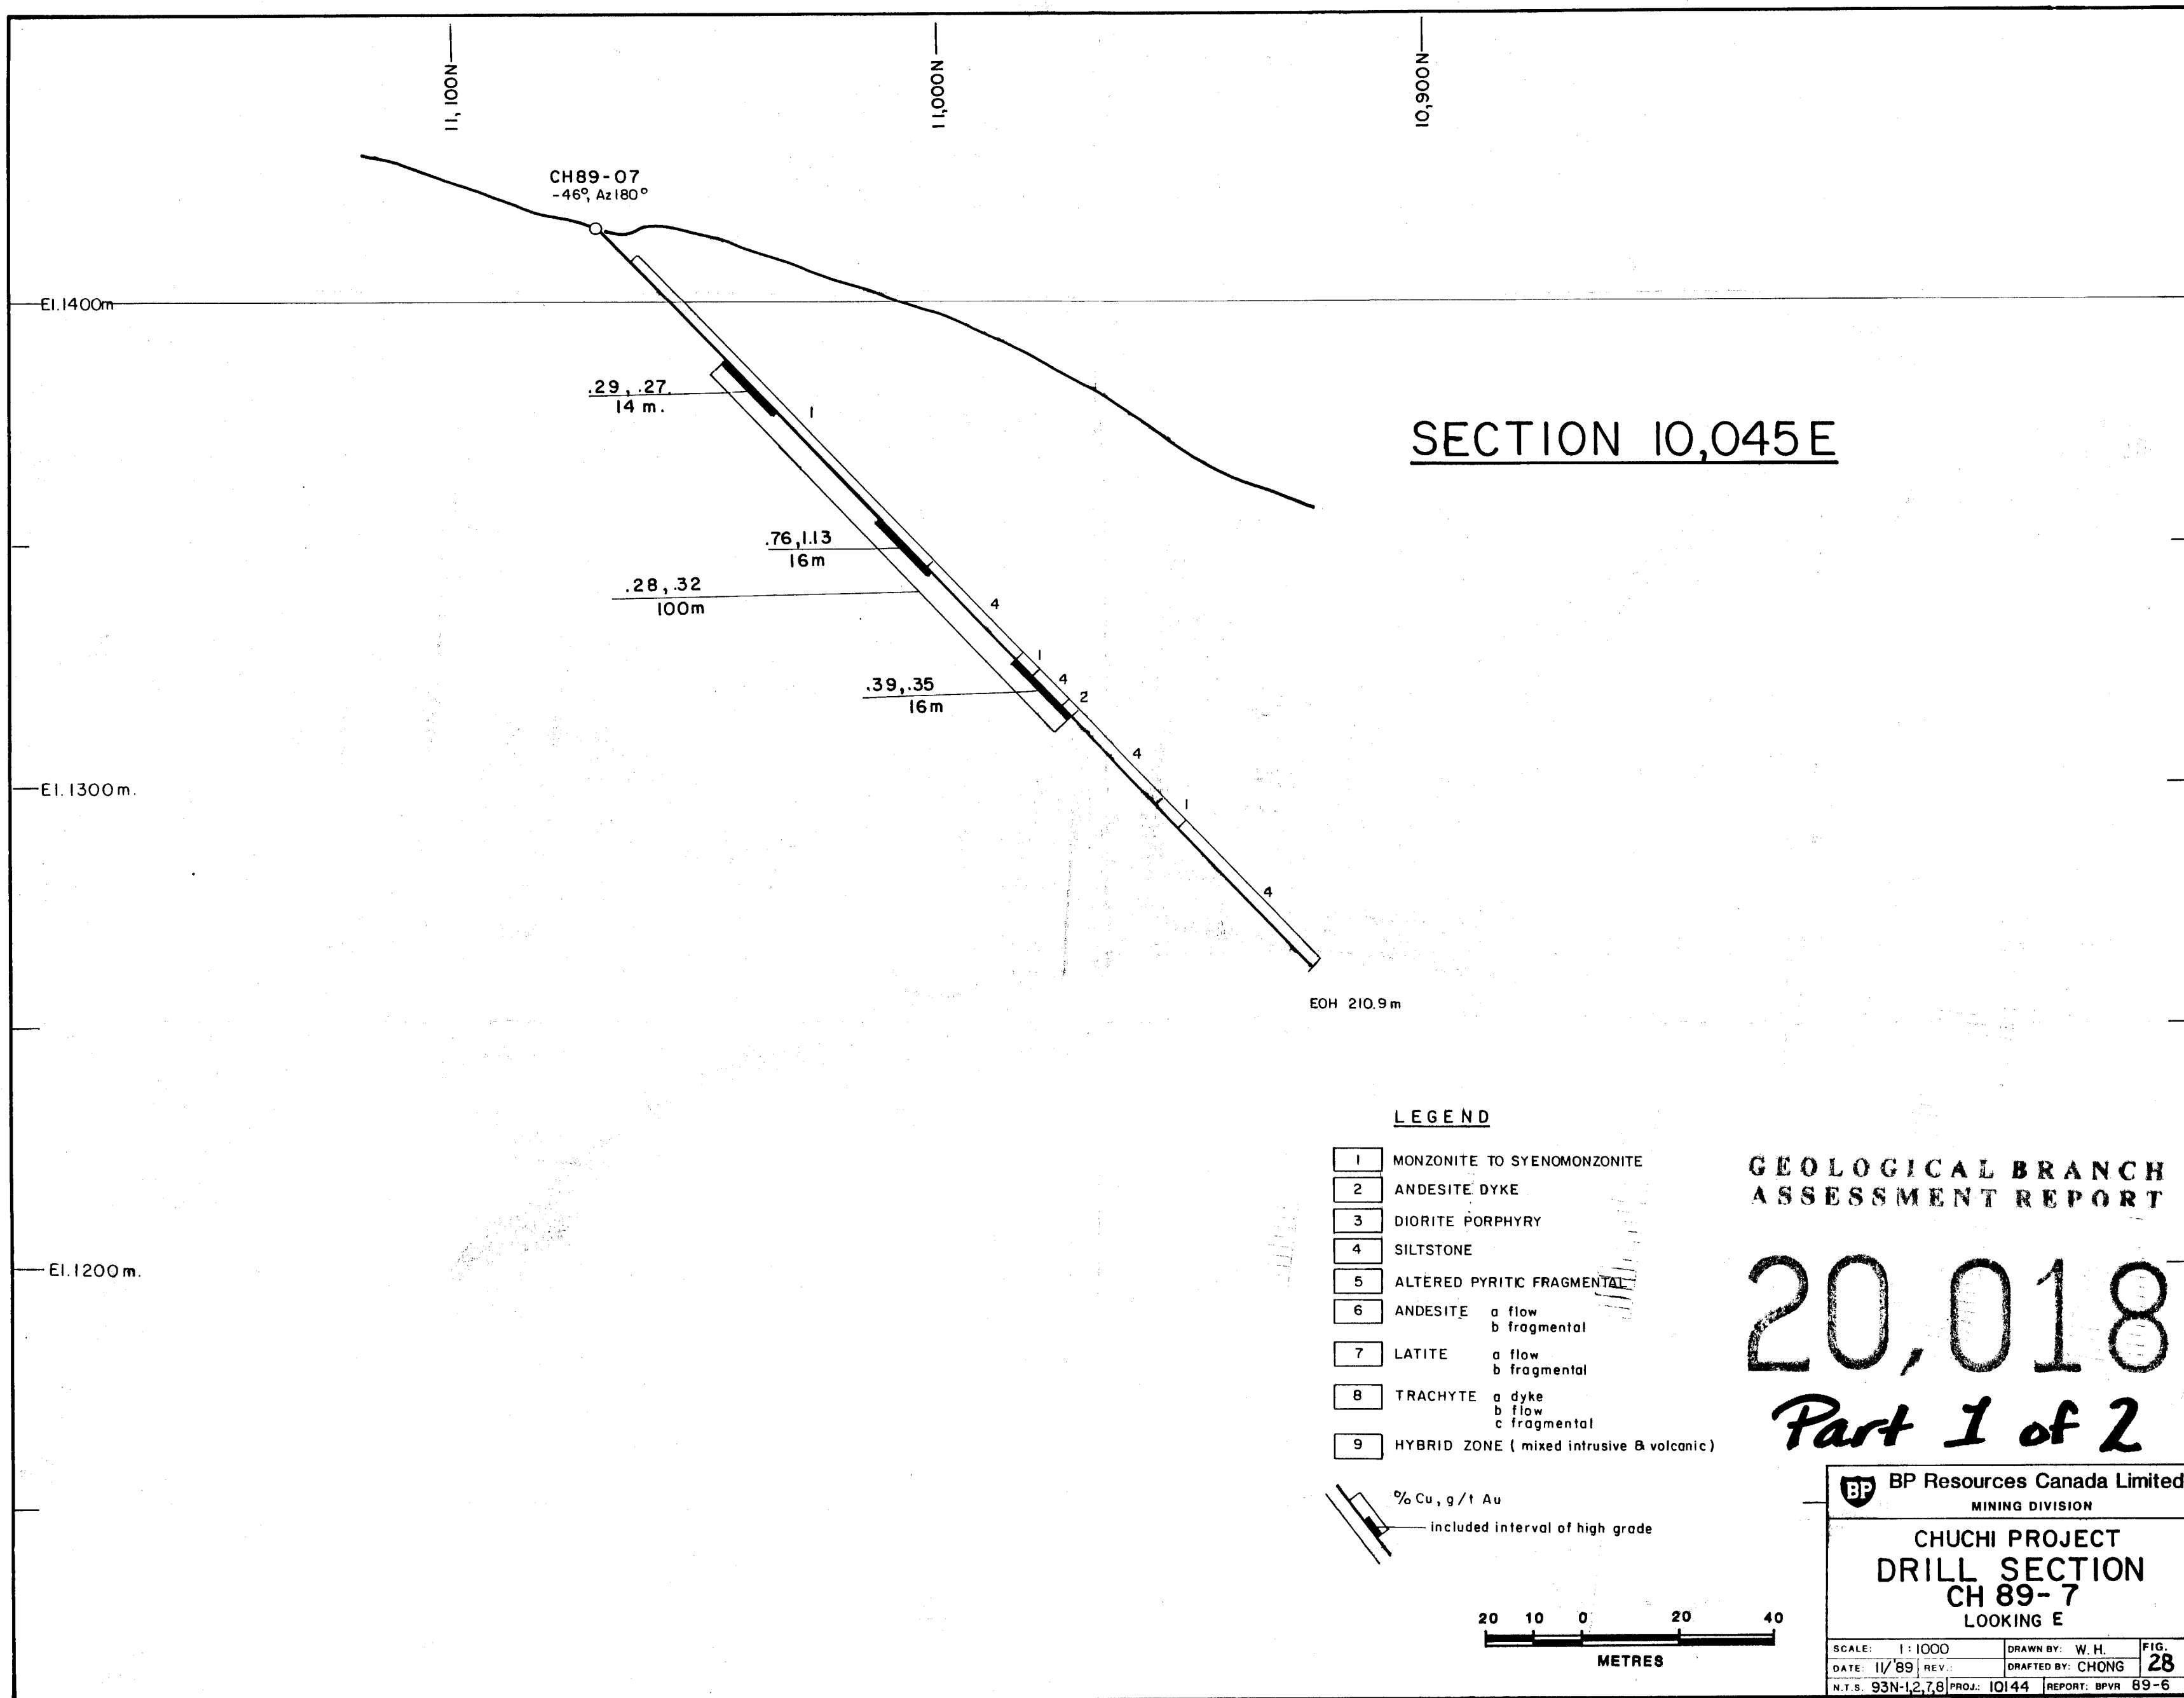 11,100N
11,000N
10,900N
CH89-07
-46°, Az180°
El.1400m
.29, .27.
14 m.
1
SECTION 10,045E
.76,1.13
16m
.28, .32
100m
4
1
4
2
.39,.35
16m
4
El.1300m.
1
4
EOH 210.9m
LEGEND
1 MONZONITE TO SYENOMONZONITE
2 ANDESITE DYKE
3 DIORITE PORPHYRY
4 SILTSTONE
5 ALTERED PYRITIC FRAGMENTAL
6 ANDESITE a flow
b fragmental
7 LATITE a flow
b fragmental
8 TRACHYTE a dyke
b flow
c fragmental
9 HYBRID ZONE ( mixed intrusive & volcanic )
% Cu, g/t Au
included interval of high grade
El.1200m.
GEOLOGICAL BRANCH
ASSESSMENT REPORT
20,018
Part 1 of 2
20 10 0 20 40
METRES
BP BP Resources Canada Limited
MINING DIVISION
CHUCHI PROJECT
DRILL SECTION
CH 89-7
LOOKING E
SCALE: 1:1000 DRAWN BY: W. H. FIG.
DATE: 11/'89 REV.: DRAFTED BY: CHONG 28
N.T.S. 93N-1,2,7,8 PROJ.: 10144 REPORT: BPVR 89-6